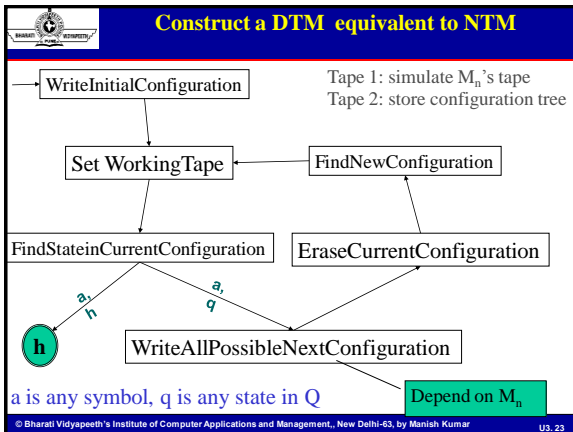 Construct a DTM equivalent to NTM
BHARATI VIDYAPEETH
PUNE
Tape 1: simulate Mn's tape
Tape 2: store configuration tree
WriteInitialConfiguration
Set WorkingTape
FindNewConfiguration
FindStateinCurrentConfiguration
EraseCurrentConfiguration
a,
h
a,
q
h
WriteAllPossibleNextConfiguration
a is any symbol, q is any state in Q
Depend on Mn
© Bharati Vidyapeeth's Institute of Computer Applications and Management,, New Delhi-63, by Manish Kumar
U3. 23